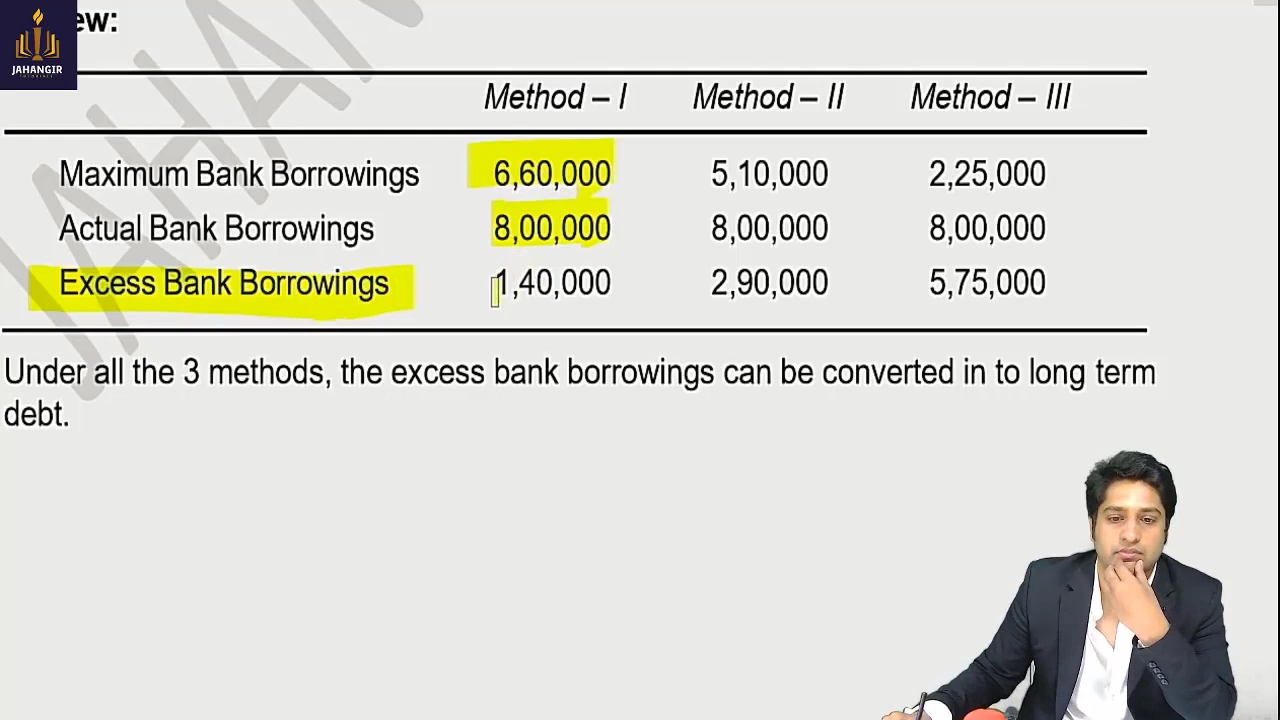 ew:
JAHANGIR
TUTORIALS
Method – I Method – II Method – III
Maximum Bank Borrowings 6,60,000 5,10,000 2,25,000
Actual Bank Borrowings 8,00,000 8,00,000 8,00,000
Excess Bank Borrowings 1,40,000 2,90,000 5,75,000
Under all the 3 methods, the excess bank borrowings can be converted in to long term
debt.
JAHAN